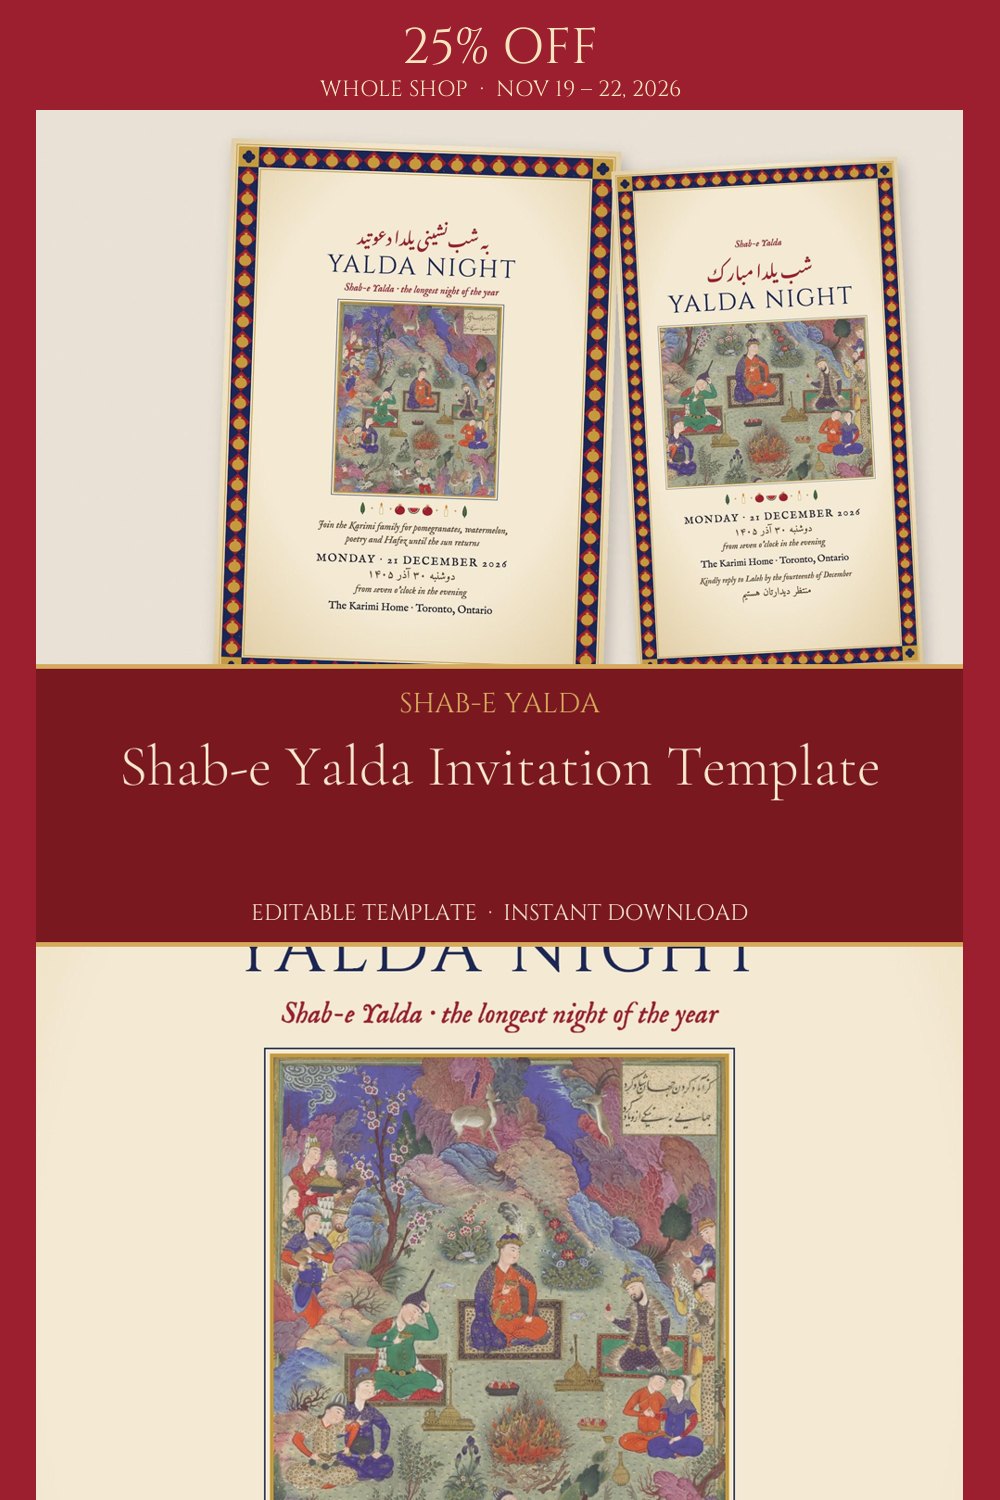 25% OFF
WHOLE SHOP · NOV 19 – 22, 2026
به شب نشینی یلدا دعوتید
YALDA NIGHT
Shab-e Yalda · the longest night of the year
Join the Karimi family for pomegranates, watermelon,
poetry and Hafez until the sun returns
MONDAY · 21 DECEMBER 2026
دوشنبه ۳۰ آذر ۱۴۰۵
from seven o'clock in the evening
The Karimi Home · Toronto, Ontario
Shab-e Yalda
شب یلدا مبارک
YALDA NIGHT
MONDAY · 21 DECEMBER 2026
دوشنبه ۳۰ آذر ۱۴۰۵
from seven o'clock in the evening
The Karimi Home · Toronto, Ontario
Kindly reply to Laleh by the fourteenth of December
منتظر دیدارتان هستیم
SHAB-E YALDA
Shab-e Yalda Invitation Template
EDITABLE TEMPLATE · INSTANT DOWNLOAD
YALDA NIGHT
Shab-e Yalda · the longest night of the year